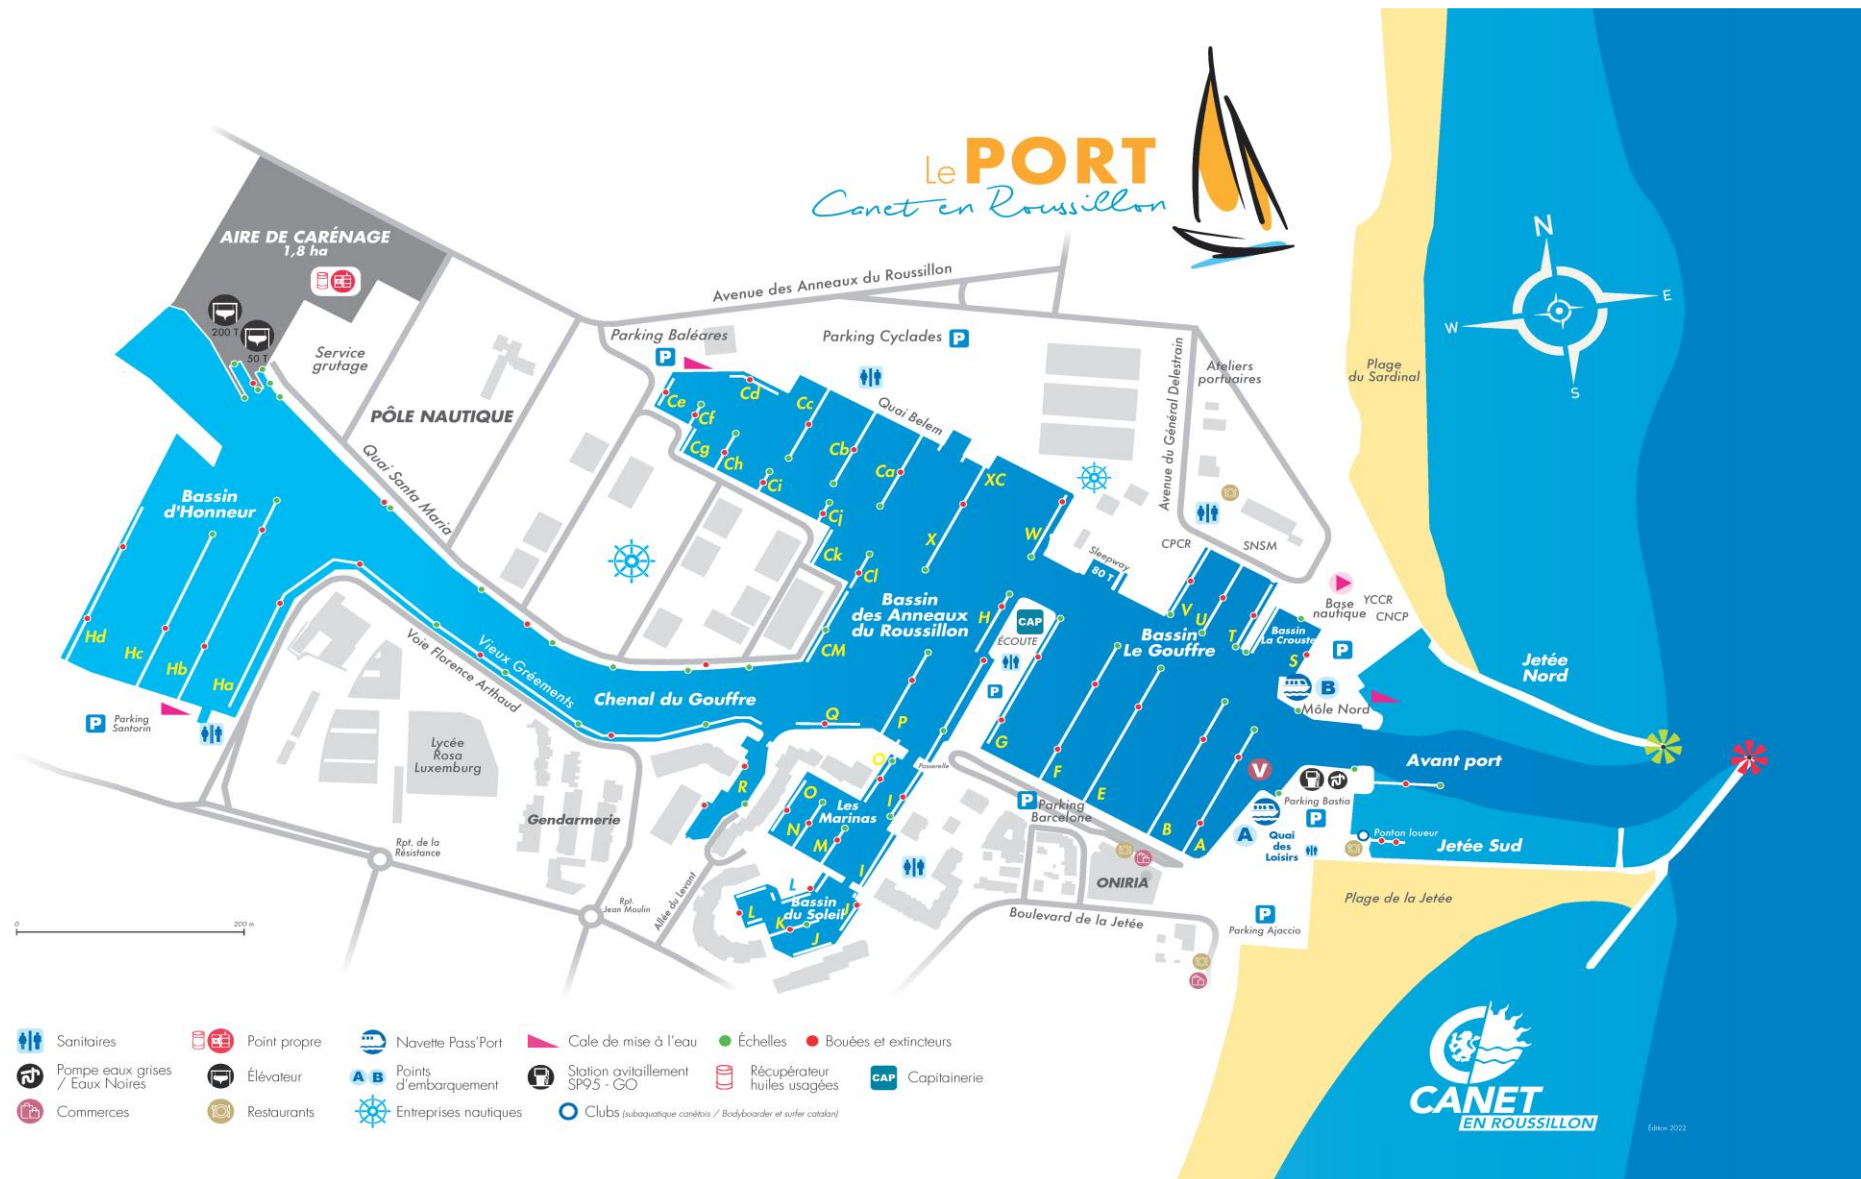 Le PORT
Canet en Roussillon
N
E
W
S
AIRE DE CARÉNAGE
1,8 ha
200 T
50 T
Service
grutage
PÔLE NAUTIQUE
Quai Santa Maria
Avenue des Anneaux du Roussillon
Parking Baléares
P
Parking Cyclades P
Quai Belem
Avenue du Général Delestrain
Ateliers
portuaires
Plage
du Sardinal
Ce
Cf
Cg
Ch
Ci
Cj
Ck
Cl
CM
Cd
Cc
Cb
Ca
XC
X
W
Sleepway
80 T
CPCR
SNSM
Base
nautique
YCCR
CNCP
Bassin
d'Honneur
Hd
Hc
Hb
Ha
P
Parking
Santorin
Vieux Gréements
Voie Florence Arthaud
Lycée
Rosa
Luxemburg
Gendarmerie
Rpt. de la
Résistance
Rpt.
Jean Moulin
Allée du Levant
Chenal du Gouffre
Bassin
des Anneaux
du Roussillon
H
CAP
ÉCOUTE
P
Bassin
Le Gouffre
V
U
T
Bassin
La Crouste
S
P
B
Môle Nord
Jetée
Nord
Avant port
Q
P
O
Passerelle
G
F
E
B
A
V
R
O
N
M
Les
Marinas
I
I
L
L
Bassin
du Soleil
K
J
J
P
Parking
Barcelone
ONIRIA
Boulevard de la Jetée
Parking Bastia
P
A
Quai
des
Loisirs
Ponton loueur
Jetée Sud
Plage de la Jetée
P
Parking Ajaccio
0
200 m
Sanitaires
Point propre
Navette Pass'Port
Cale de mise à l'eau
Échelles
Bouées et extincteurs
Pompe eaux grises
/ Eaux Noires
Élévateur
A B Points
d'embarquement
Station avitaillement
SP95 - GO
Récupérateur
huiles usagées
CAP Capitainerie
Commerces
Restaurants
Entreprises nautiques
Clubs (subaquatique canétois / Bodyboarder et surfer catalan)
CANET
EN ROUSSILLON
Édition 2022